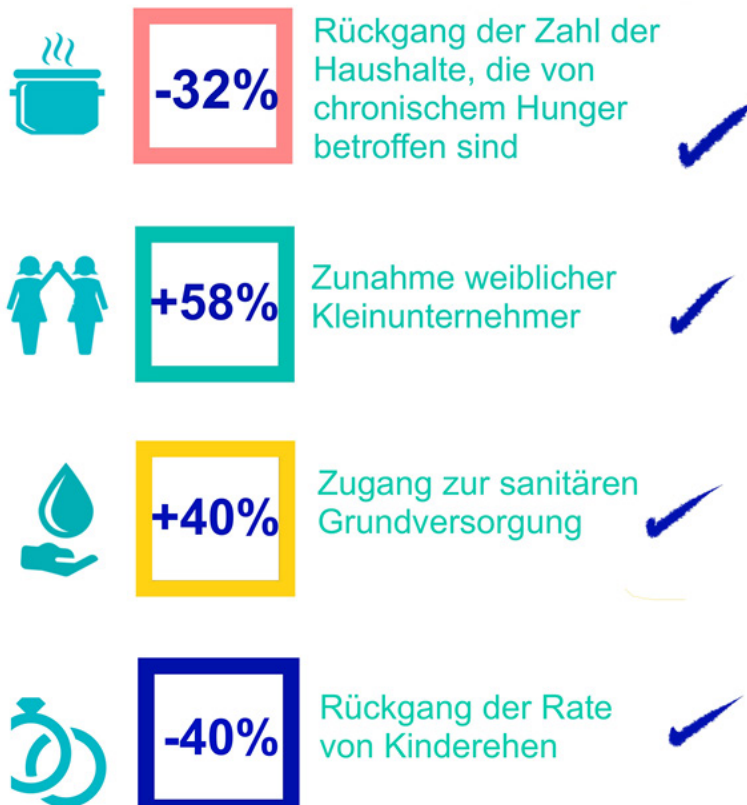 -32%
Rückgang der Zahl der
Haushalte, die von
chronischem Hunger
betroffen sind
+58%
Zunahme weiblicher
Kleinunternehmer
+40%
Zugang zur sanitären
Grundversorgung
-40%
Rückgang der Rate
von Kinderehen